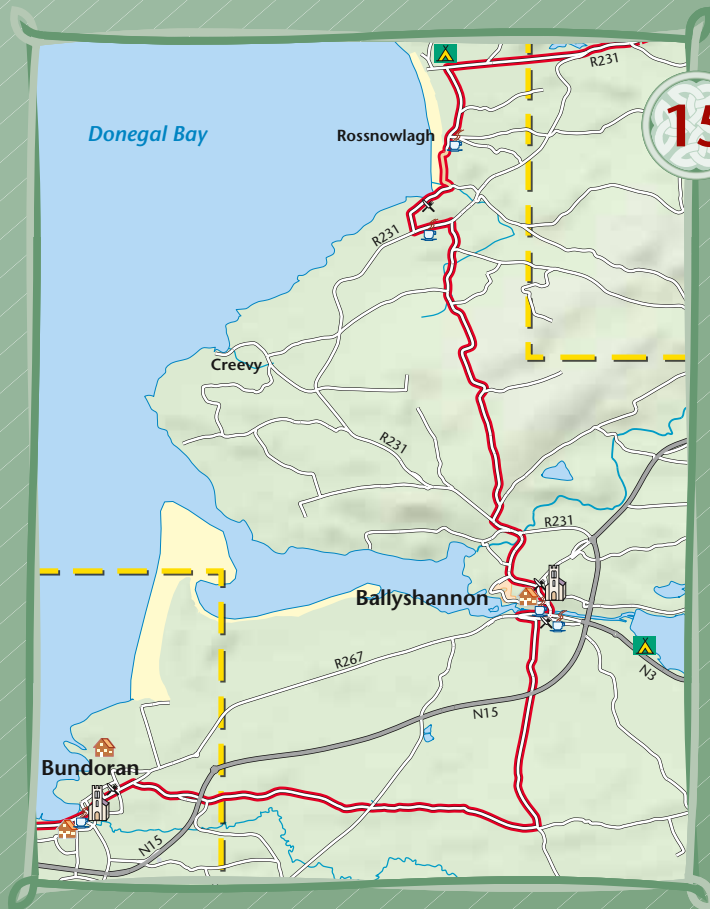 R231
15
Donegal Bay
Rossnowlagh
R231
Creevy
R231
R231
Ballyshannon
R267
N3
N15
Bundoran
N15